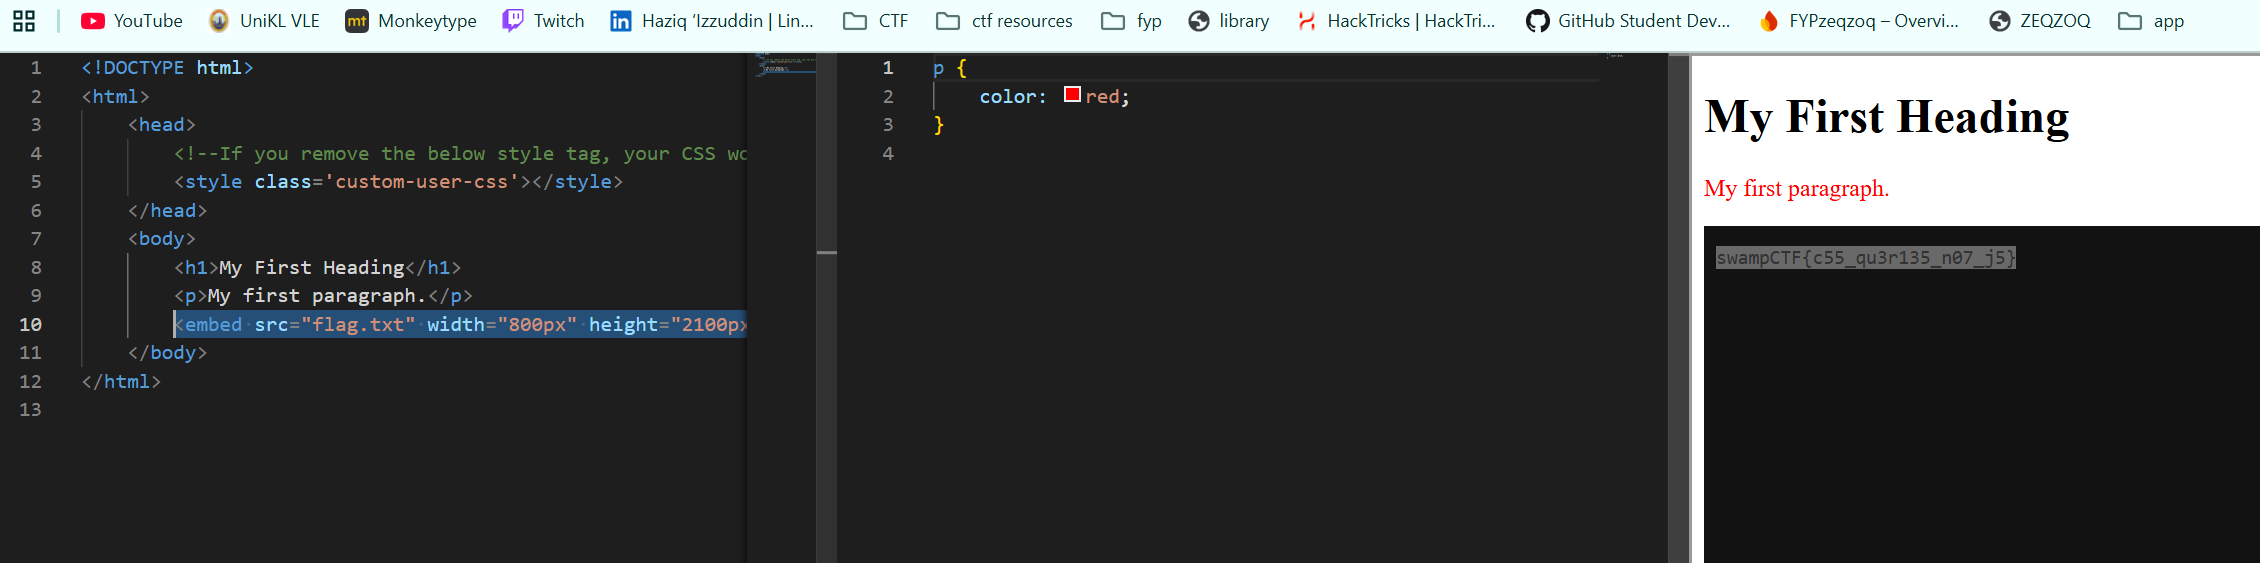 YouTube UniKL VLE mt Monkeytype Twitch in Haziq ‘Izzuddin | Lin... CTF ctf resources fyp library HackTricks | HackTri... GitHub Student Dev... FYPzeqzoq – Overvi... ZEQZOQ app
1 <!DOCTYPE html>
2 <html>
3 <head>
4 <!--If you remove the below style tag, your CSS wo
5 <style class='custom-user-css'></style>
6 </head>
7 <body>
8 <h1>My First Heading</h1>
9 <p>My first paragraph.</p>
10 <embed src="flag.txt" width="800px" height="2100px
11 </body>
12 </html>
13
1 p {
2 color: red;
3 }
4
My First Heading
My first paragraph.
swampCTF{c55_qu3r135_n07_j5}